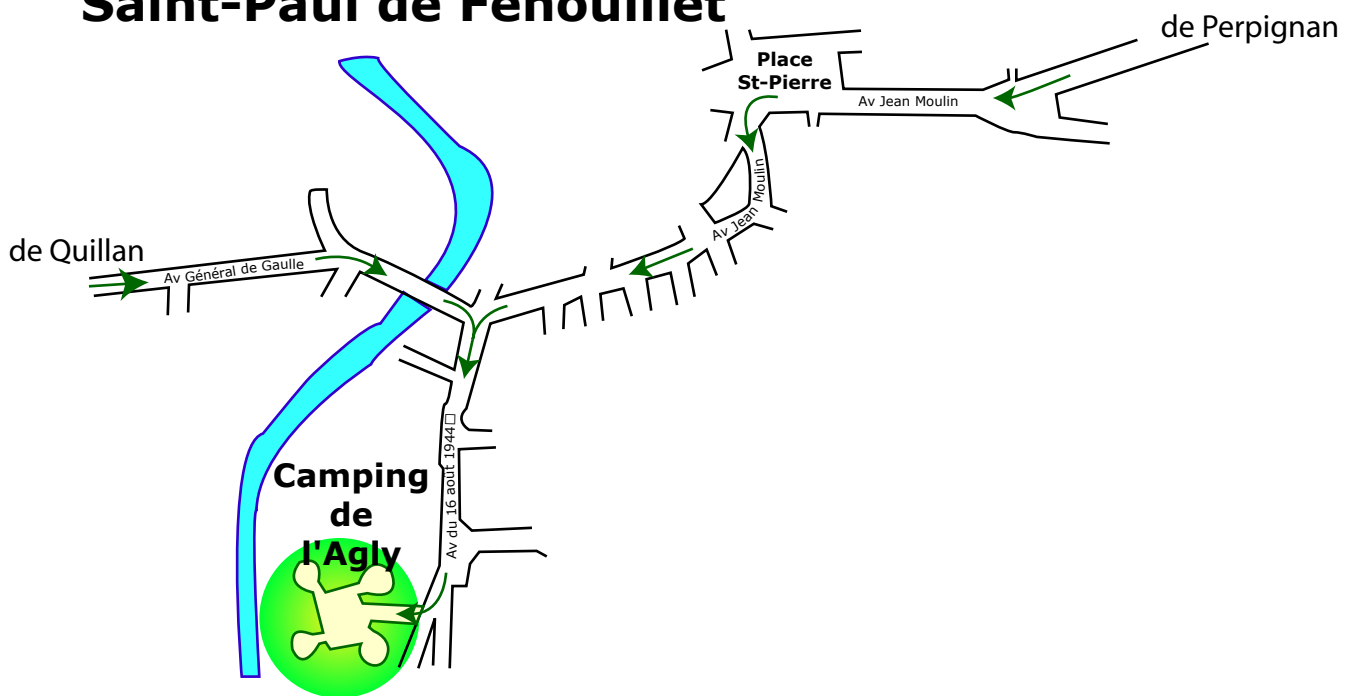 Saint-Paul de Fenouillet
de Perpignan
Place
St-Pierre
Av Jean Moulin
Av Jean Moulin
de Quillan
Av Général de Gaulle
Av du 16 août 1944□
Camping
de
l'Agly